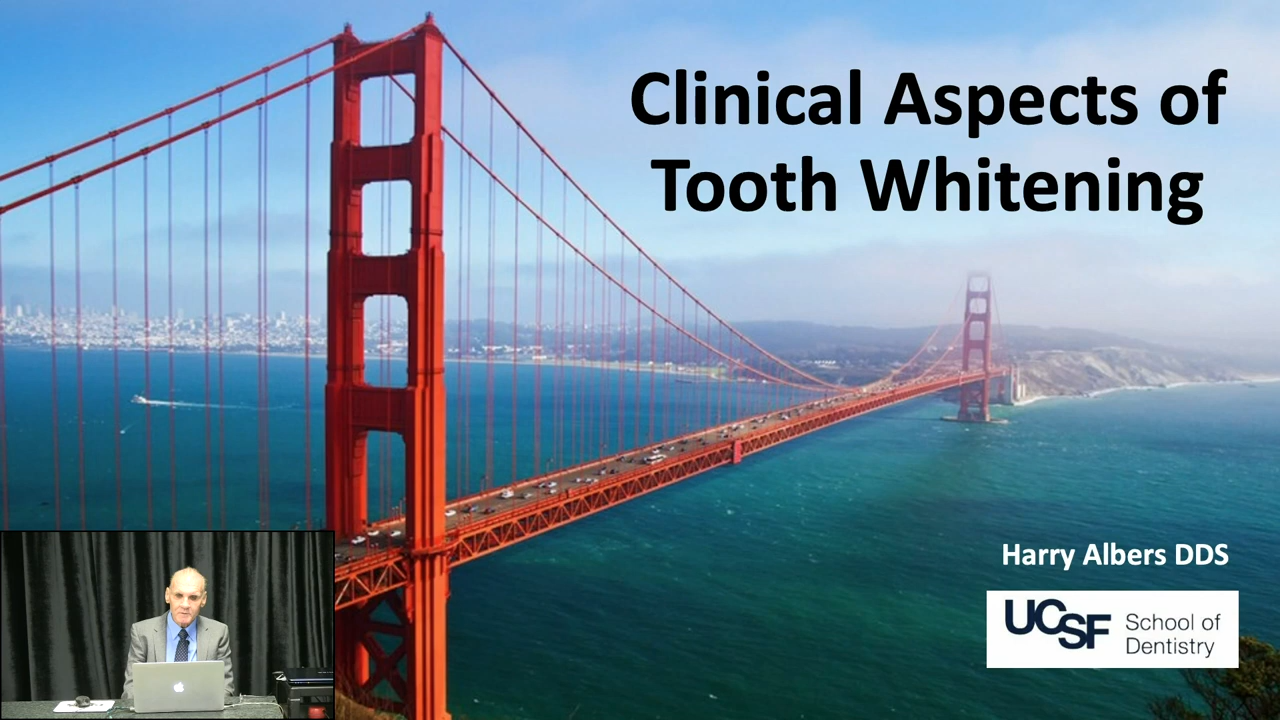 Clinical Aspects of
Tooth Whitening
Harry Albers DDS
UCSF School of
Dentistry